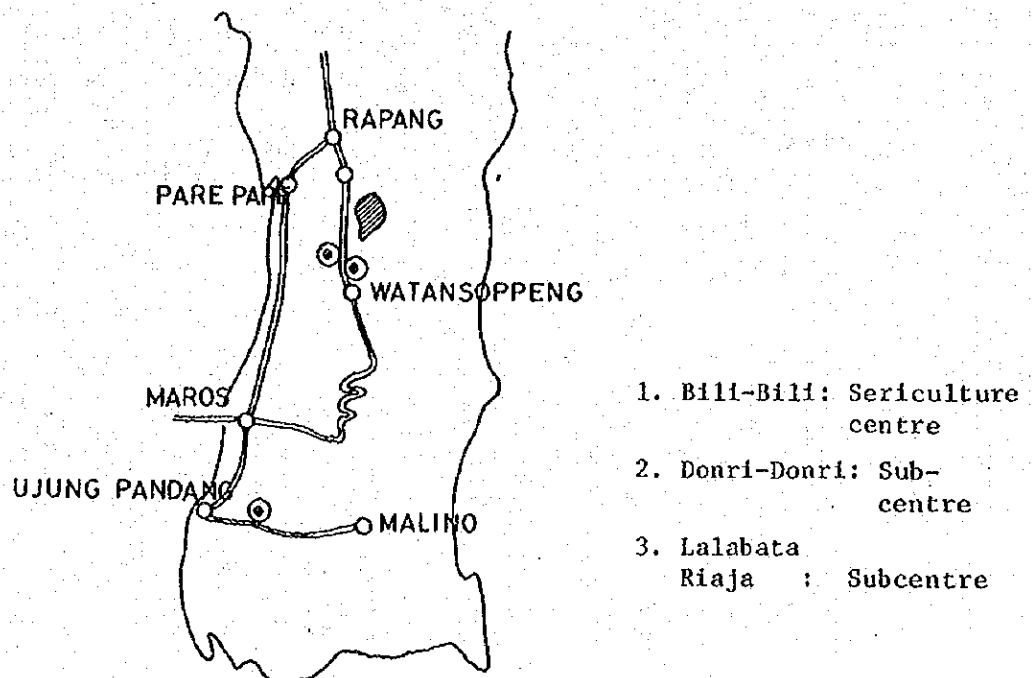 RAPANG
PARE PARE
WATANSOPPENG
MAROS
UJUNG PANDANG
MALINO
1. Bili-Bili: Sericulture
centre
2. Donri-Donri: Sub-
centre
3. Lalabata
Riaja : Subcentre